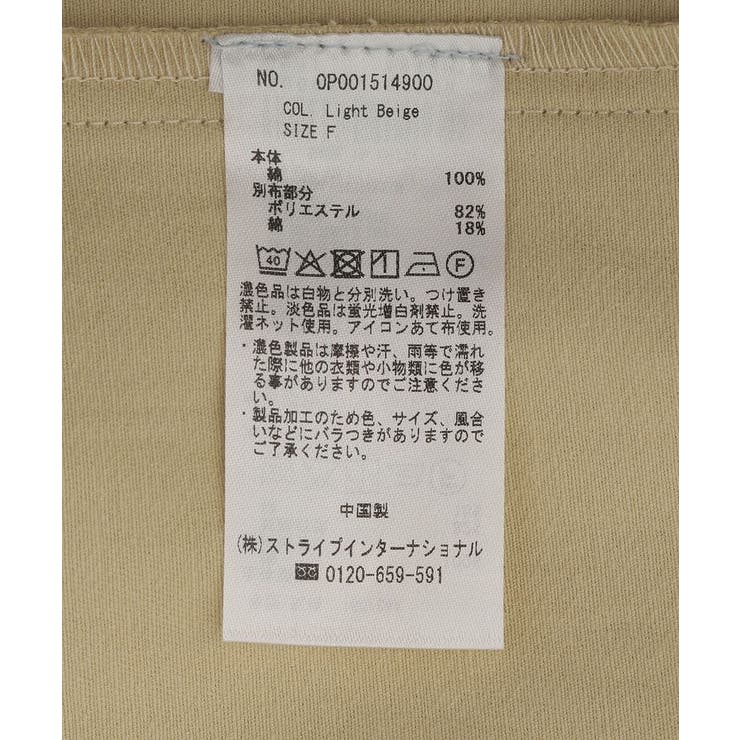 NO. 0P001514900
COL. Light Beige
SIZE F
本体
綿 100%
別布部分
ポリエステル 82%
綿 18%
40 F
濃色品は白物と分別洗い。つけ置き
禁止。淡色品は蛍光増白剤禁止。洗
濯ネット使用。アイロンあて布使用。
・濃色製品は摩擦や汗、雨等で濡れ
た際に他の衣類や小物類に色が移
る事がありますのでご注意くださ
い。
・製品加工のため色、サイズ、風合
いなどにバラつきがありますので
ご了承ください。
中国製
(株)ストライプインターナショナル
0120-659-591